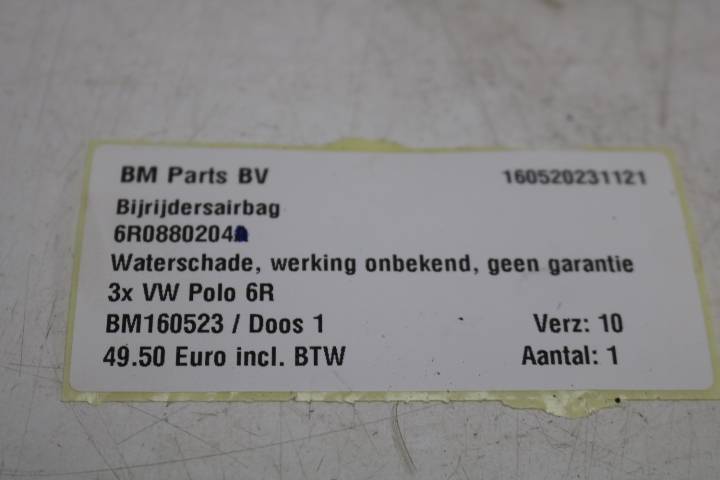 BM Parts BV 160520231121
Bijrijdersairbag
6R0880204
Waterschade, werking onbekend, geen garantie
3x VW Polo 6R
BM160523 / Doos 1 Verz: 10
49.50 Euro incl. BTW Aantal: 1